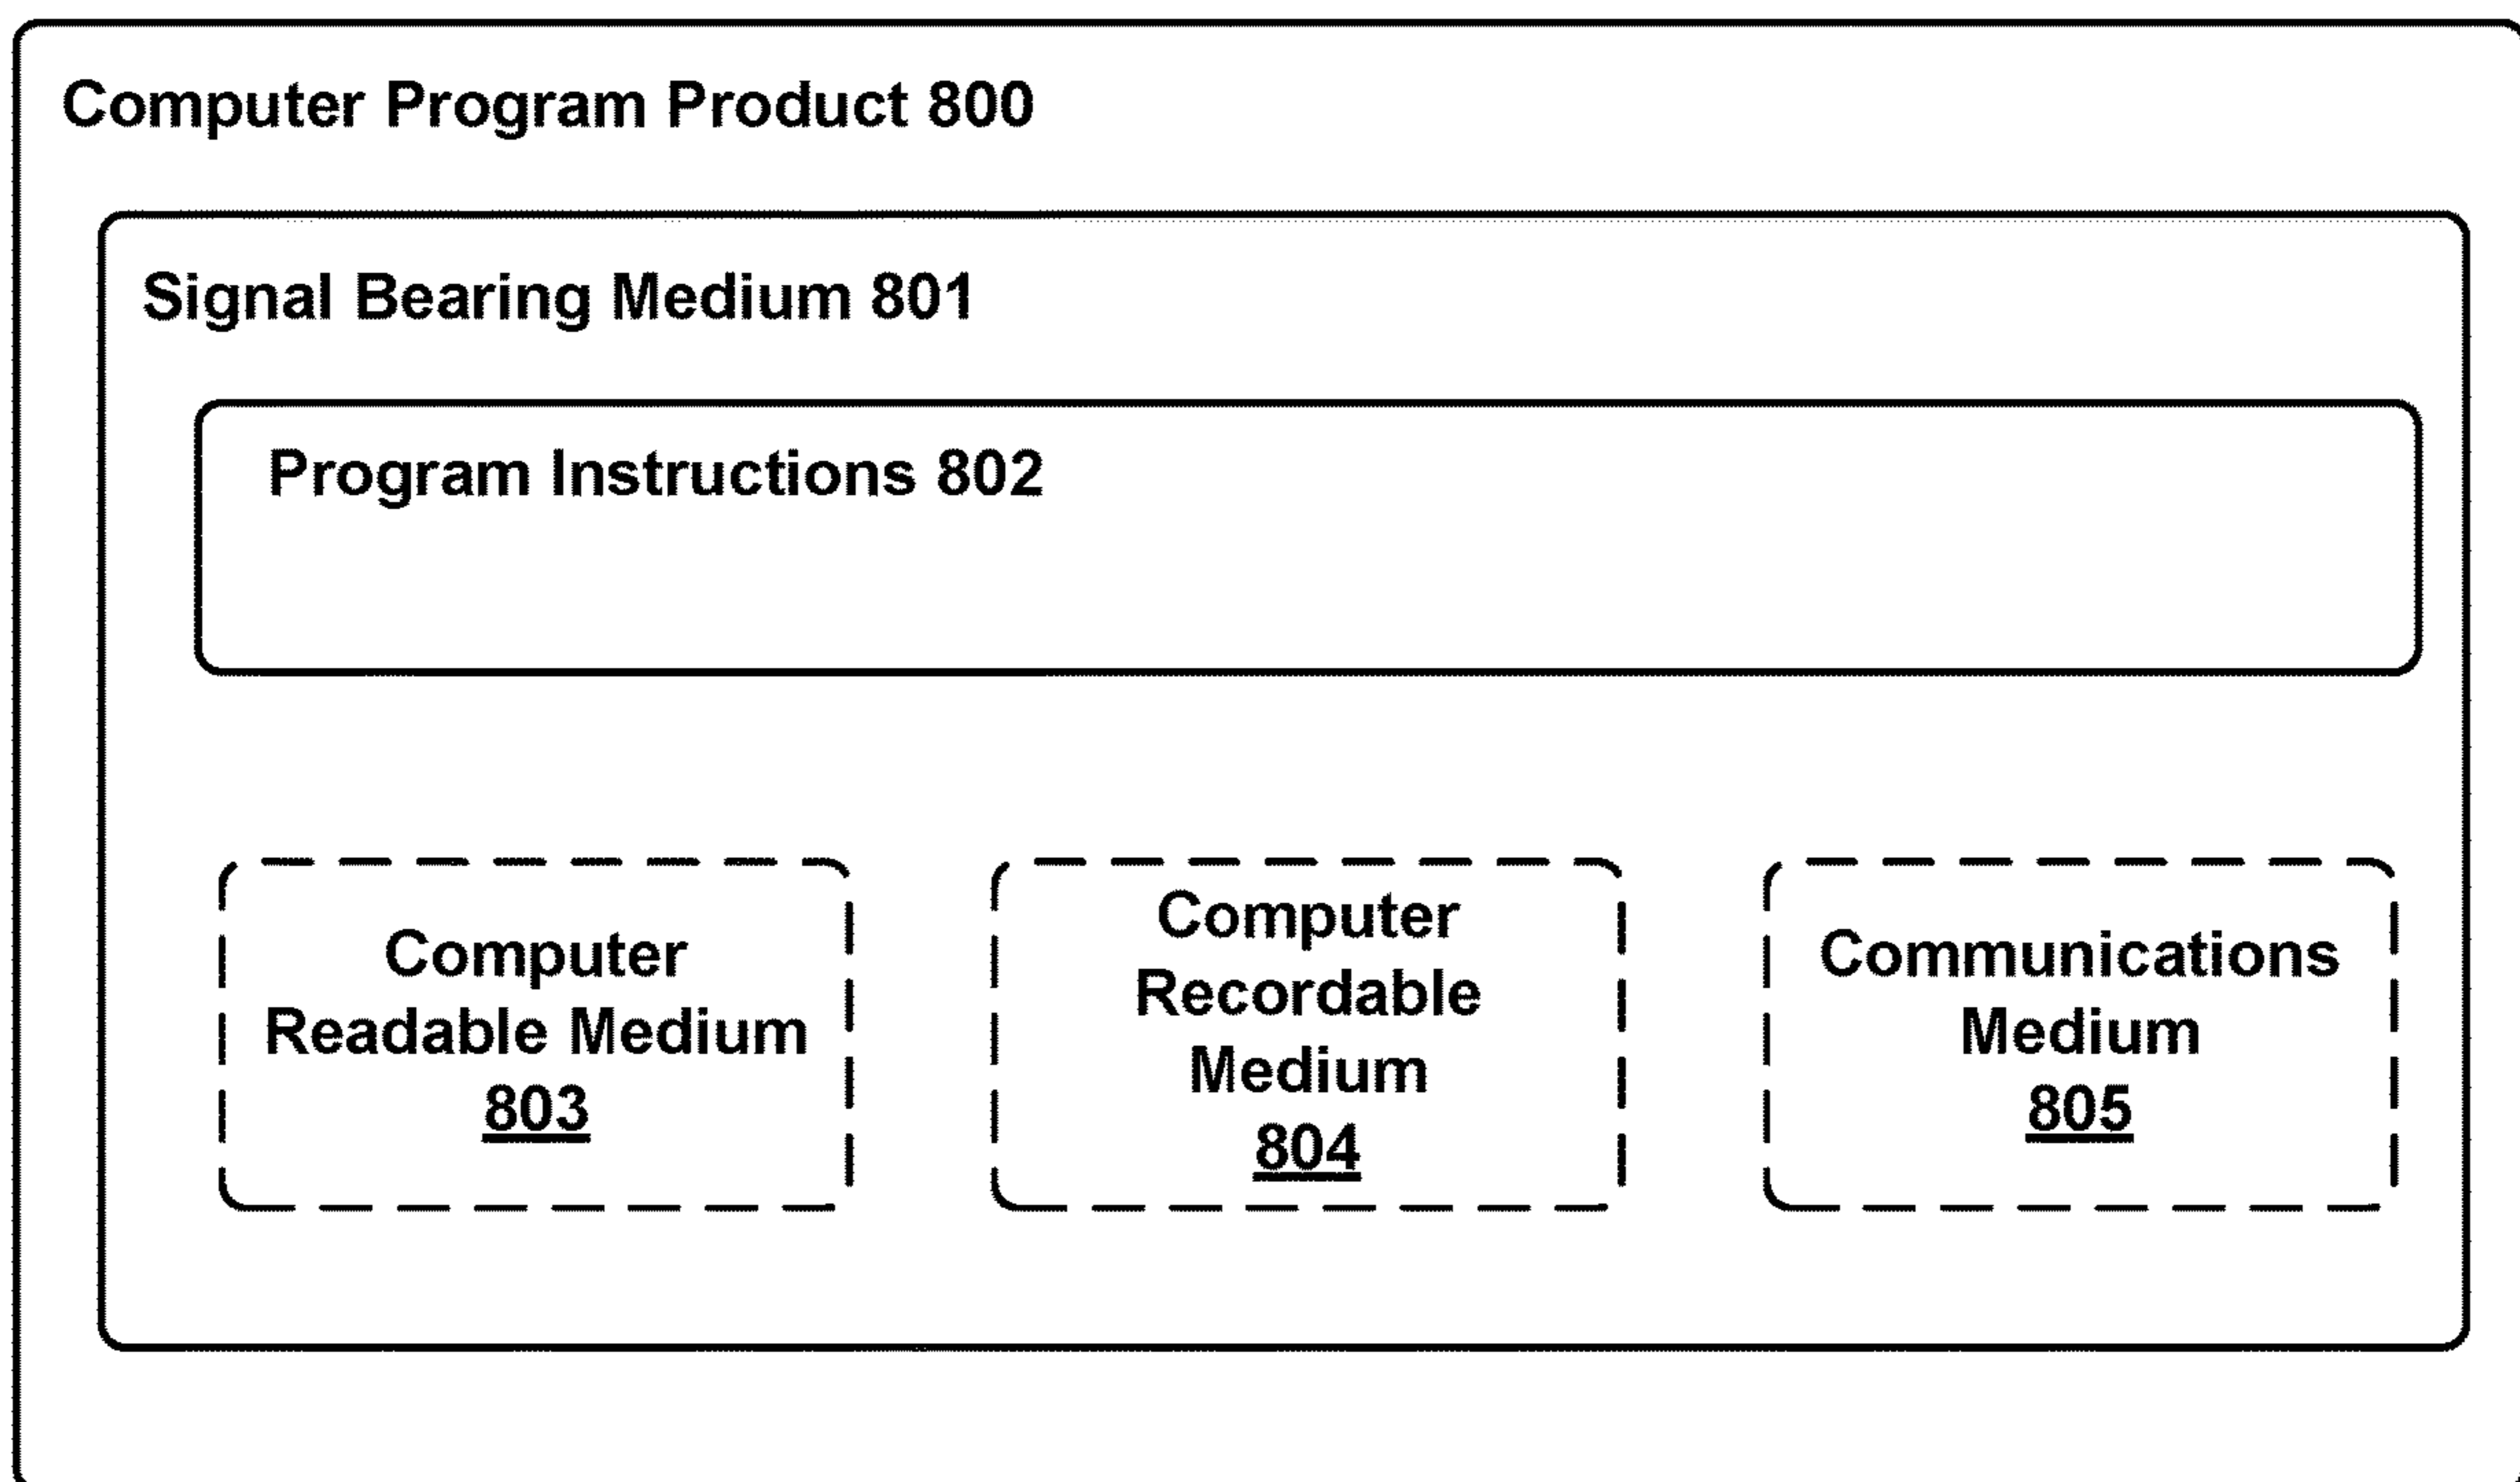 Computer Program Product 800
Signal Bearing Medium 801
Program Instructions 802
Computer
Readable Medium
803
Computer
Recordable
Medium
804
Communications
Medium
805